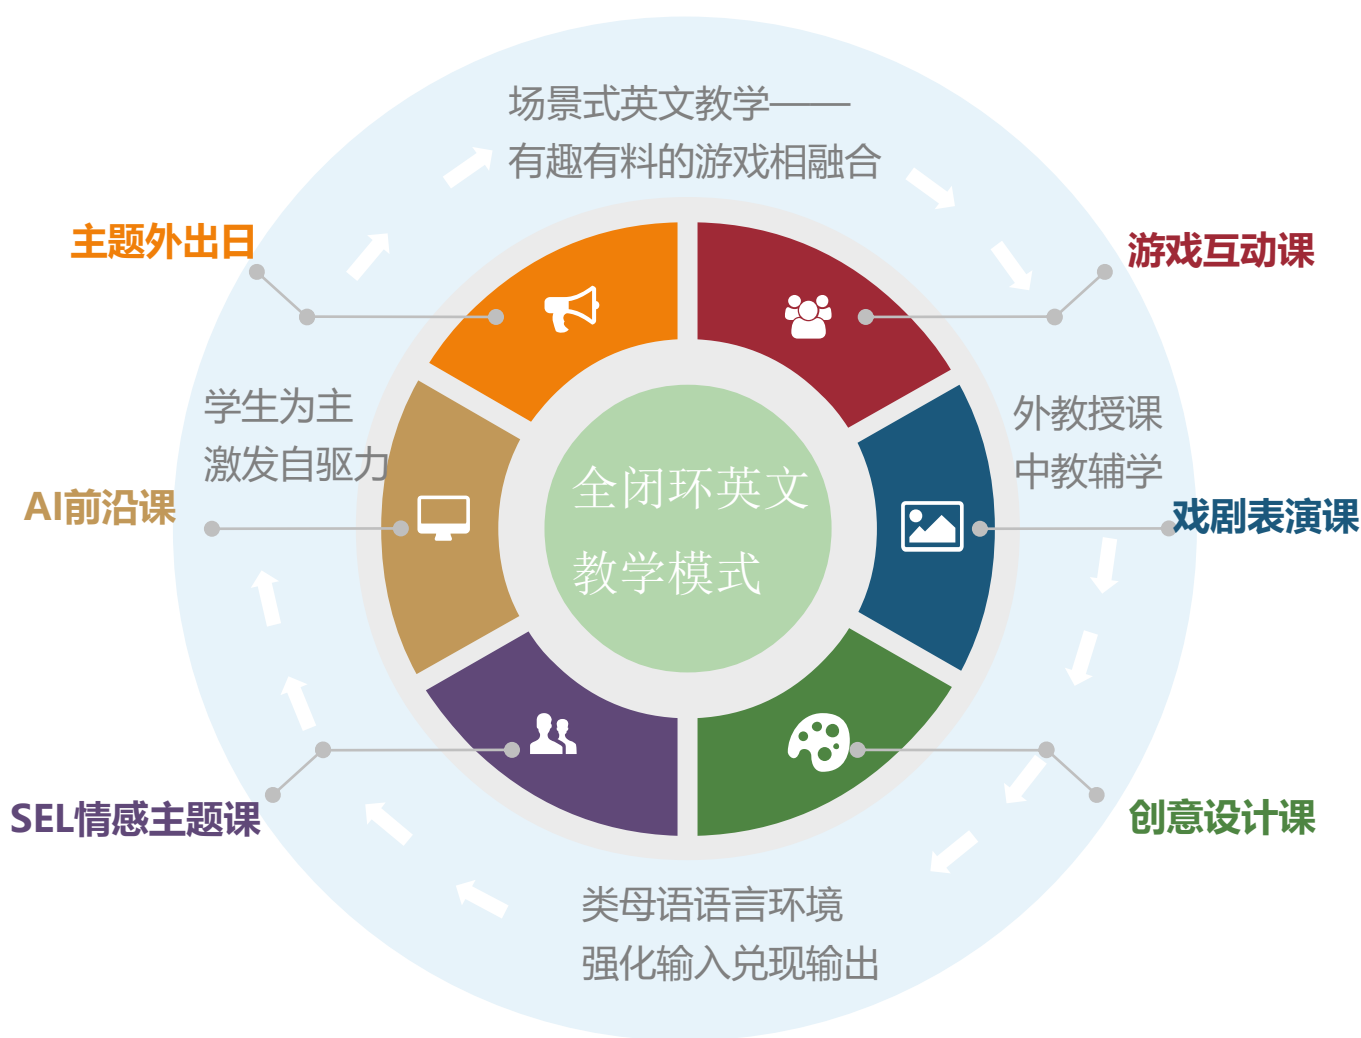 场景式英文教学——
有趣有料的游戏相融合
主题外出日
游戏互动课
学生为主
激发自驱力
外教授课
中教辅学
AI前沿课
戏剧表演课
全闭环英文
教学模式
SEL情感主题课
创意设计课
类母语语言环境
强化输入兑现输出